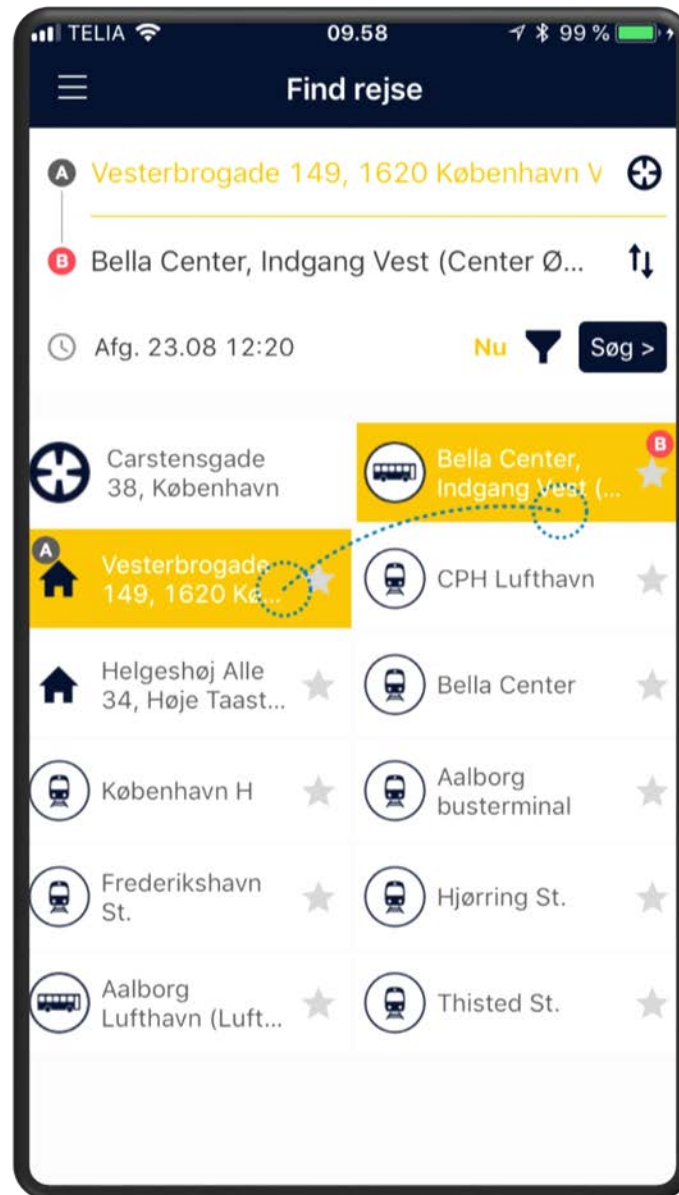 TELIA 09.58 99 %
Find rejse
A Vesterbrogade 149, 1620 København V
B Bella Center, Indgang Vest (Center Ø...
Afg. 23.08 12:20 Nu Søg >
Carstensgade
38, København
B
Bella Center,
Indgang Vest (...
A
Vesterbrogade
149, 1620 Kø...
CPH Lufthavn
Helgeshøj Alle
34, Høje Taast...
Bella Center
København H
Aalborg
busterminal
Frederikshavn
St.
Hjørring St.
Aalborg
Lufthavn (Luft...
Thisted St.